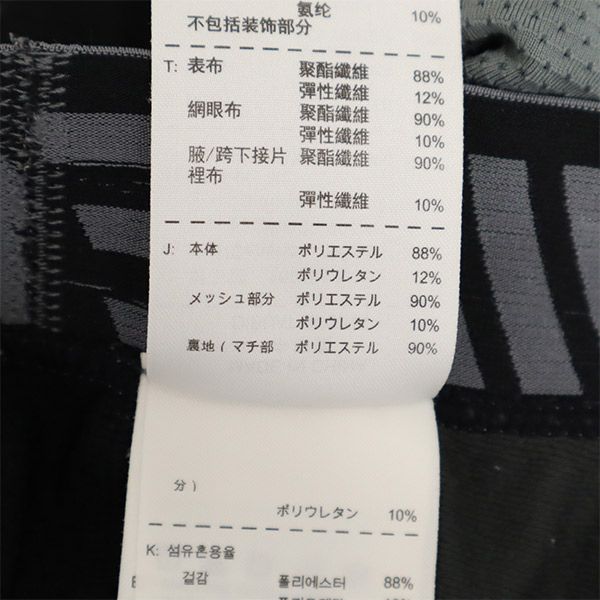 氨纶 10%
不包括装饰部分
T: 表布 聚酯纖維 88%
彈性纖維 12%
網眼布 聚酯纖維 90%
彈性纖維 10%
腋/跨下接片 聚酯纖維 90%
裡布
彈性纖維 10%
J: 本体 ポリエステル 88%
ポリウレタン 12%
メッシュ部分 ポリエステル 90%
ポリウレタン 10%
裏地(マチ部 ポリエステル 90%
分)
ポリウレタン 10%
K: 섬유혼용율
겉감 폴리에스터 88%